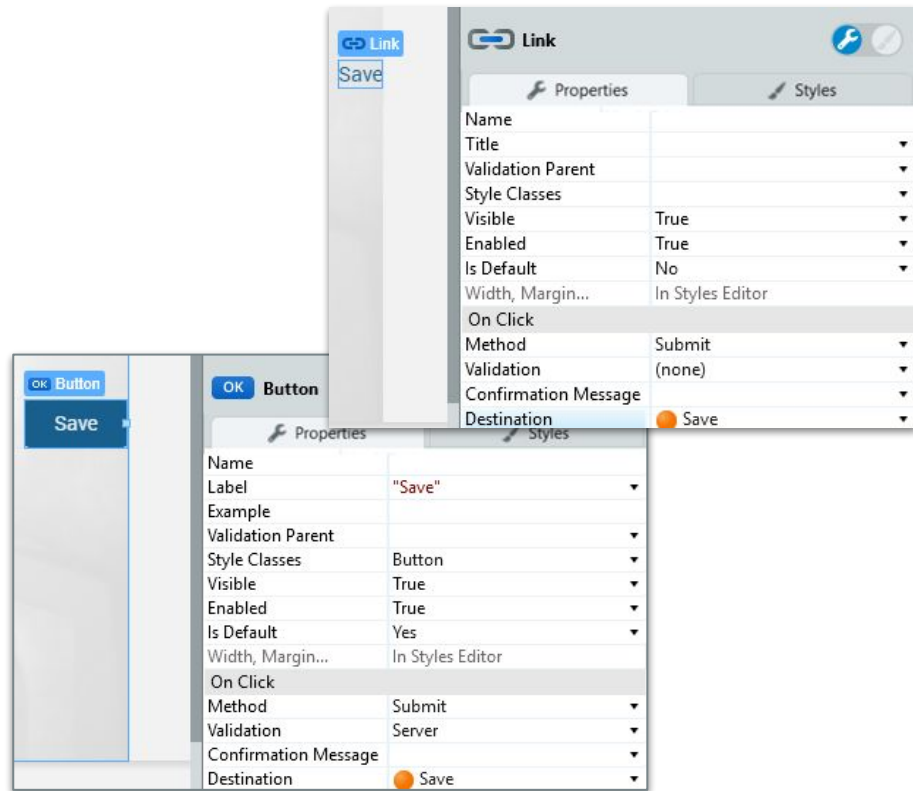 Link
Save
Link
Properties
Styles
Name
Title
Validation Parent
Style Classes
Visible True
Enabled True
Is Default No
Width, Margin... In Styles Editor
On Click
Method Submit
Validation (none)
Confirmation Message
Destination Save
OK Button
Save
OK Button
Properties
Styles
Name
Label "Save"
Example
Validation Parent
Style Classes Button
Visible True
Enabled True
Is Default Yes
Width, Margin... In Styles Editor
On Click
Method Submit
Validation Server
Confirmation Message
Destination Save